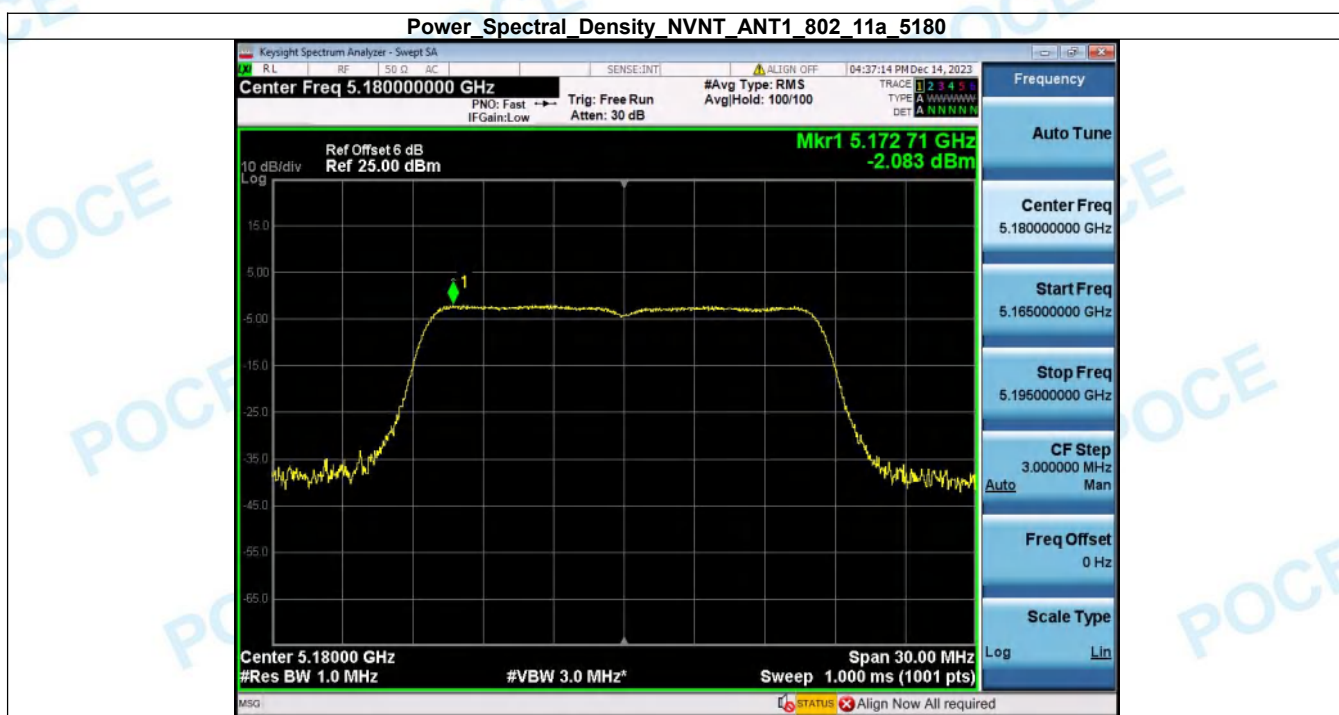 Power_Spectral_Density_NVNT_ANT1_802_11a_5180
Keysight Spectrum Analyzer - Swept SA
LXI RL RF 50 Ω AC SENSE:INT ALIGN OFF 04:37:14 PM Dec 14, 2023
Center Freq 5.180000000 GHz
PNO: Fast
IFGain:Low
Trig: Free Run
Atten: 30 dB
#Avg Type: RMS
Avg|Hold: 100/100
TRACE 1 2 3 4 5 6
TYPE A WWWWW
DET A N N N N N
Mkr1 5.172 71 GHz
-2.083 dBm
Ref Offset 6 dB
10 dB/div Ref 25.00 dBm
Log
15.0
5.00
-5.00
-15.0
-25.0
-35.0
-45.0
-55.0
-65.0
1
Center 5.18000 GHz Span 30.00 MHz
#Res BW 1.0 MHz #VBW 3.0 MHz* Sweep 1.000 ms (1001 pts)
MSG STATUS Align Now All required
Frequency
Auto Tune
Center Freq
5.180000000 GHz
Start Freq
5.165000000 GHz
Stop Freq
5.195000000 GHz
CF Step
3.000000 MHz
Auto Man
Freq Offset
0 Hz
Scale Type
Log Lin
POCE
POCE
POCE
POCE